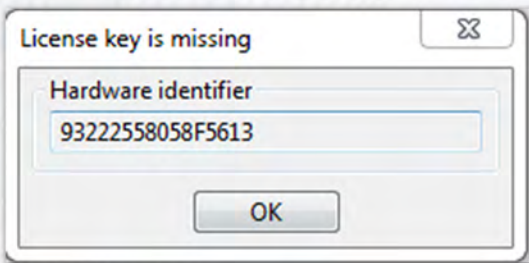 License key is missing
Hardware identifier
93222558058F5613
OK